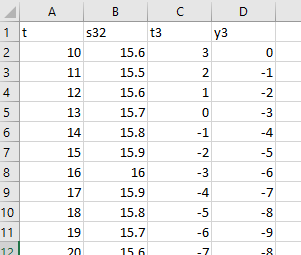 A B C D
1 t s32 t3 y3
2 10 15.6 3 0
3 11 15.5 2 -1
4 12 15.6 1 -2
5 13 15.7 0 -3
6 14 15.8 -1 -4
7 15 15.9 -2 -5
8 16 16 -3 -6
9 17 15.9 -4 -7
10 18 15.8 -5 -8
11 19 15.7 -6 -9
12 20 15.6 -7 -8